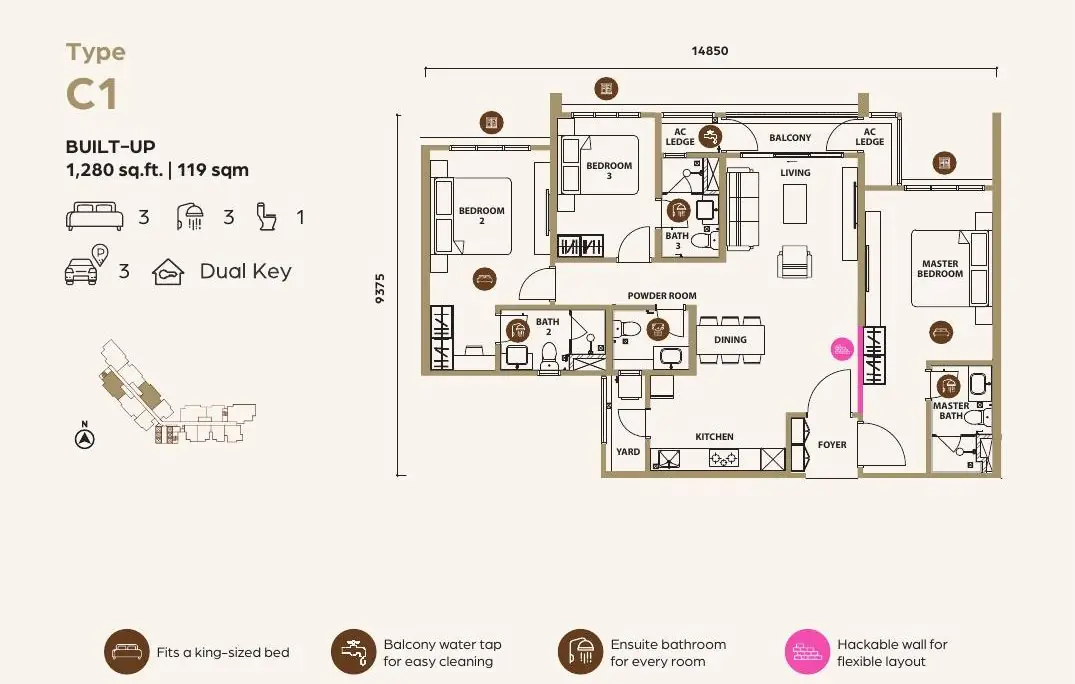 Type
C1
BUILT-UP
1,280 sq.ft. | 119 sqm
3
3
1
P
3
Dual Key
N
14850
9375
AC
LEDGE
BALCONY
AC
LEDGE
BEDROOM
3
LIVING
BEDROOM
2
BATH
3
MASTER
BEDROOM
POWDER ROOM
BATH
2
DINING
MASTER
BATH
KITCHEN
FOYER
YARD
Fits a king-sized bed
Balcony water tap
for easy cleaning
Ensuite bathroom
for every room
Hackable wall for
flexible layout